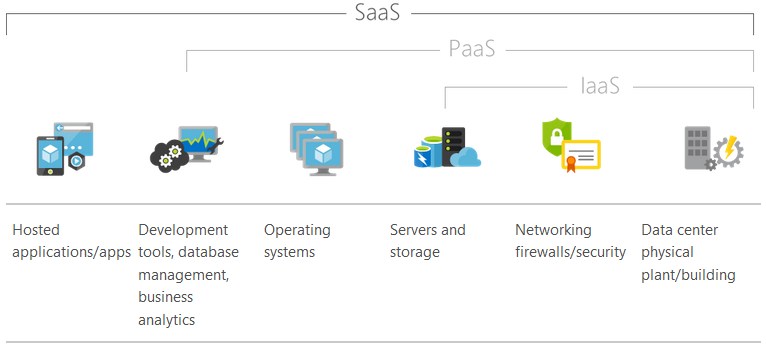 SaaS
PaaS
IaaS
Hosted
applications/apps
Development
tools, database
management,
business
analytics
Operating
systems
Servers and
storage
Networking
firewalls/security
Data center
physical
plant/building